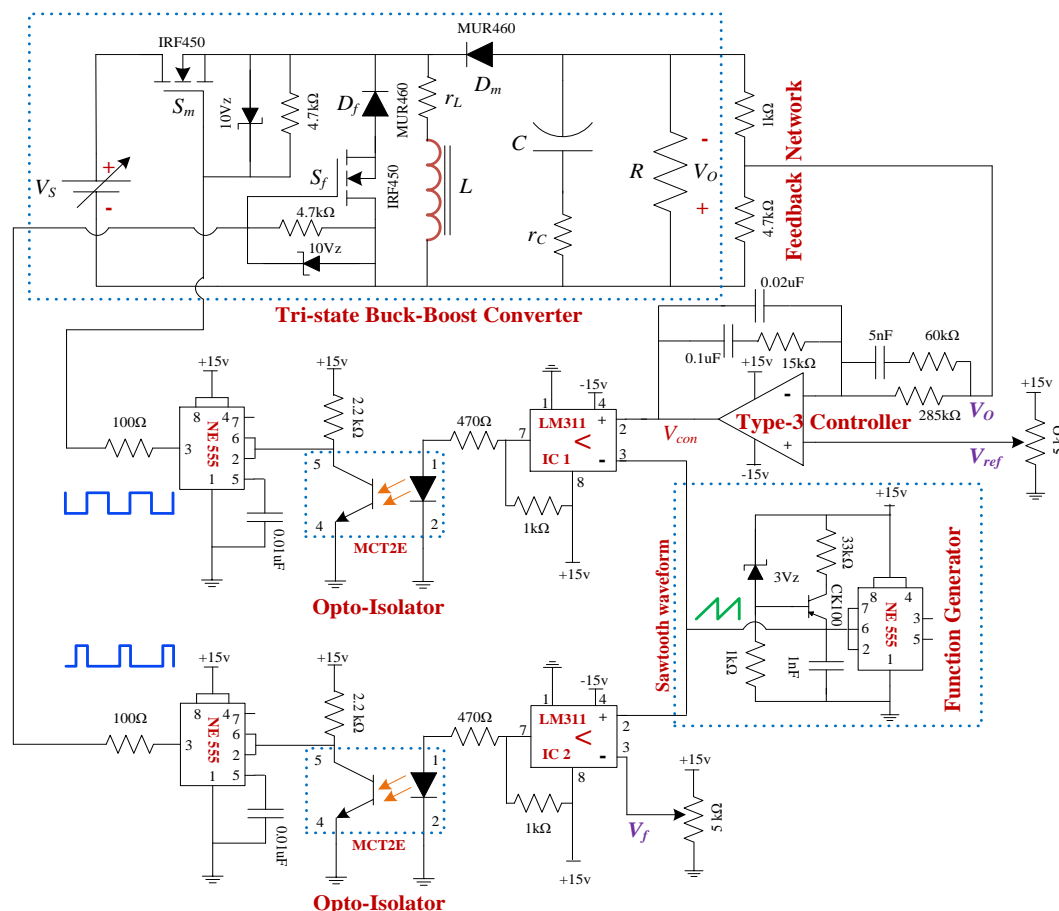 IRF450
S_m
10Vz
4.7kΩ
D_f
MUR460
r_L
MUR460
D_m
V_S
+
-
S_f
IRF450
4.7kΩ
10Vz
L
C
r_C
R
-
V_O
+
1kΩ
4.7kΩ
Feedback Network
Tri-state Buck-Boost Converter
0.02uF
0.1uF
15kΩ
5nF
60kΩ
285kΩ
V_O
+15v
-
Type-3 Controller
+
-15v
V_con
V_ref
+15v
5 kΩ
+15v
100Ω
8
4
7
6
2
3
NE 555
1
5
0.01uF
+15v
2.2 kΩ
5
4
1
2
MCT2E
Opto-Isolator
470Ω
7
1kΩ
1
-15v
4
LM311
+
2
<
IC 1
-
3
8
+15v
Sawtooth waveform
+15v
3Vz
33kΩ
CK100
1kΩ
1nF
8
4
7
6
2
NE 555
3
5
1
Function Generator
+15v
100Ω
8
4
7
6
2
3
NE 555
1
5
0.01uF
+15v
2.2 kΩ
5
4
1
2
MCT2E
Opto-Isolator
470Ω
7
1kΩ
1
-15v
4
LM311
+
2
<
IC 2
-
3
8
+15v
V_f
+15v
5 kΩ